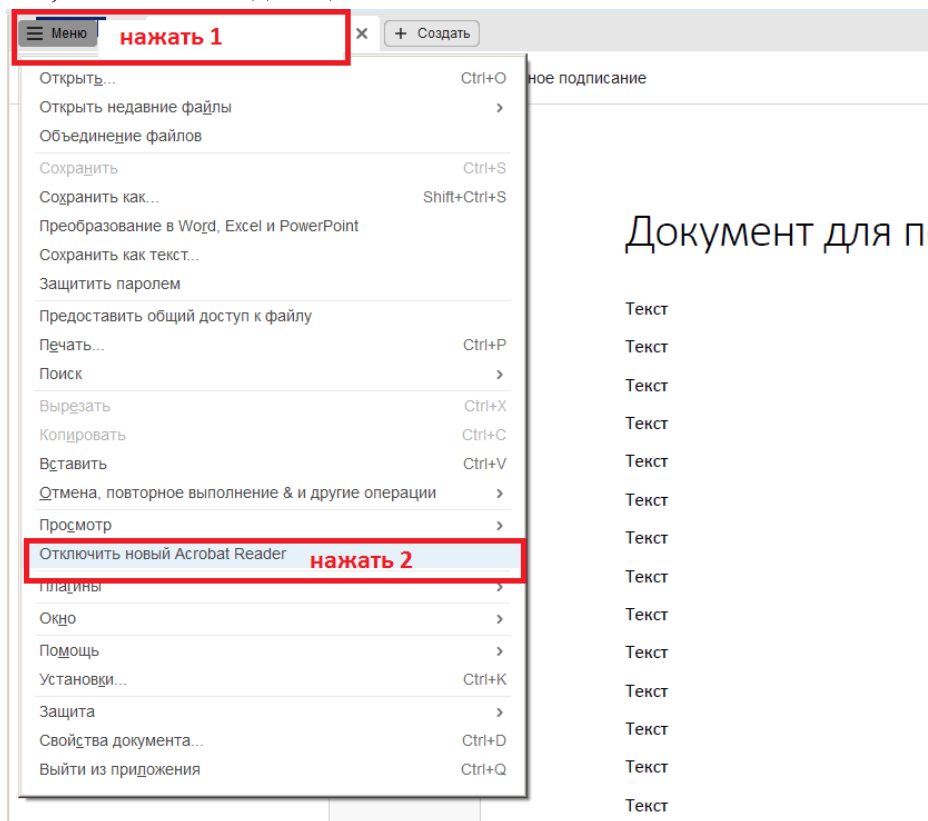 Меню
нажать 1
+ Создать
Открыть... Ctrl+O
ное подписание
Открыть недавние файлы
Объединение файлов
Сохранить Ctrl+S
Сохранить как... Shift+Ctrl+S
Преобразование в Word, Excel и PowerPoint
Сохранить как текст...
Защитить паролем
Предоставить общий доступ к файлу
Печать... Ctrl+P
Поиск
Вырезать Ctrl+X
Копировать Ctrl+C
Вставить Ctrl+V
Отмена, повторное выполнение & и другие операции
Просмотр
Отключить новый Acrobat Reader
нажать 2
Плагины
Окно
Помощь
Установки... Ctrl+K
Защита
Свойства документа... Ctrl+D
Выйти из приложения Ctrl+Q
Документ для п
Текст
Текст
Текст
Текст
Текст
Текст
Текст
Текст
Текст
Текст
Текст
Текст
Текст
Текст